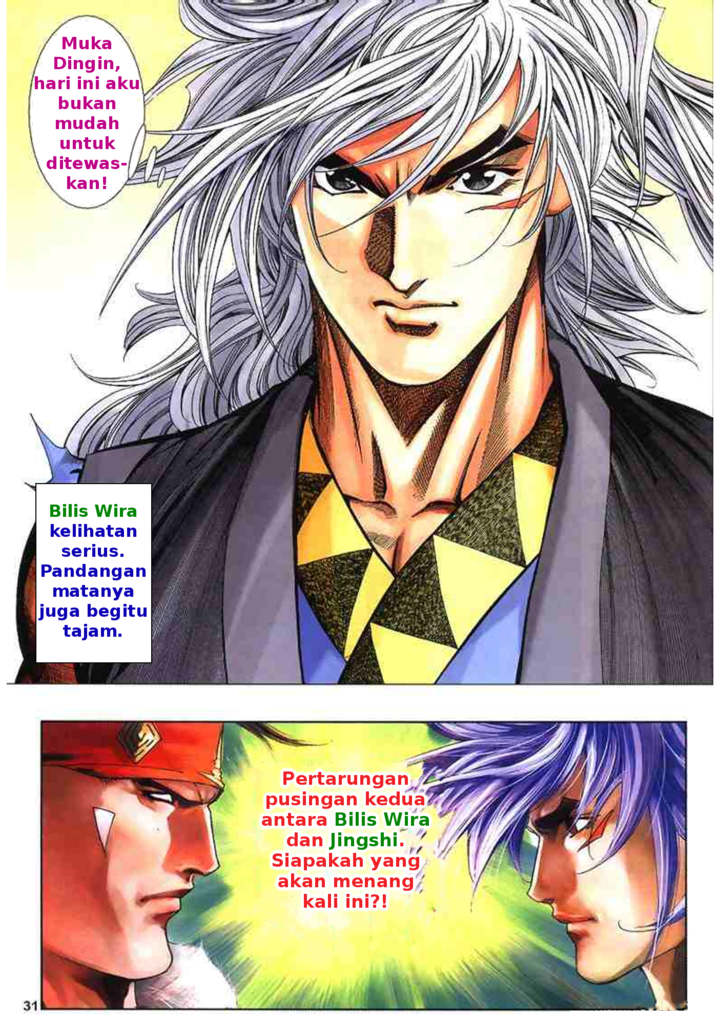 Muka
Dingin,
hari ini aku
bukan
mudah
untuk
ditewas-
kan!
Bilis Wira
kelihatan
serius.
Pandangan
matanya
juga begitu
tajam.
Pertarungan
pusingan kedua
antara Bilis Wira
dan Jingshi.
Siapakah yang
akan menang
kali ini?!
31